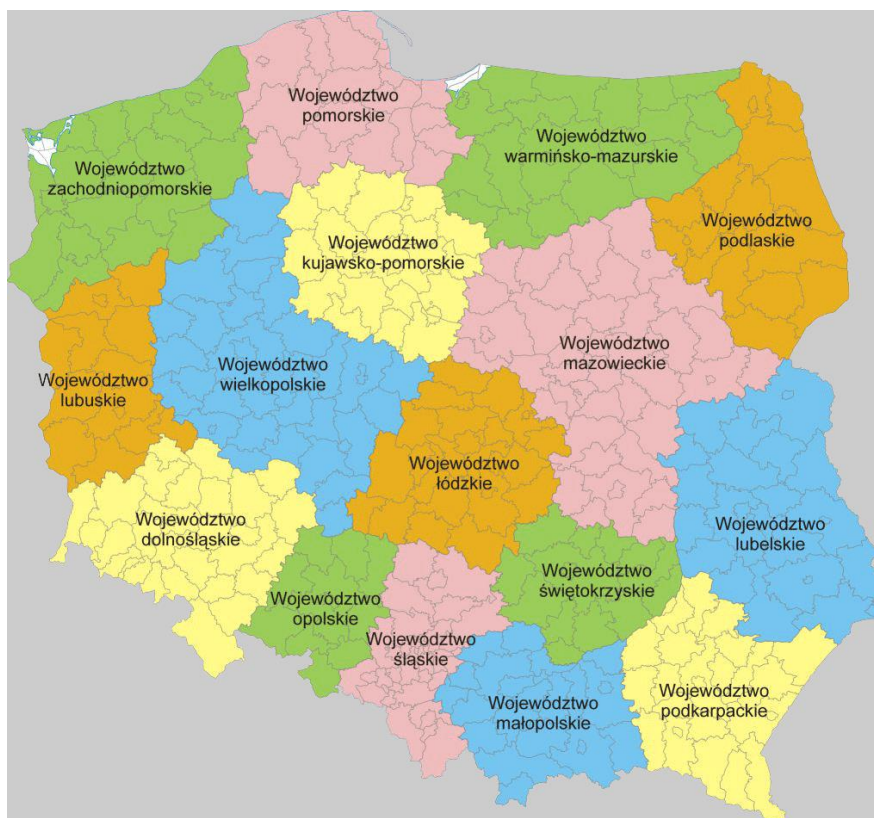 Województwo
pomorskie
Województwo
warmińsko-mazurskie
Województwo
zachodniopomorskie
Województwo
podlaskie
Województwo
kujawsko-pomorskie
Województwo
mazowieckie
Województwo
wielkopolskie
Województwo
lubuskie
Województwo
łódzkie
Województwo
dolnośląskie
Województwo
lubelskie
Województwo
świętokrzyskie
Województwo
opolskie
Województwo
śląskie
Województwo
podkarpackie
Województwo
małopolskie